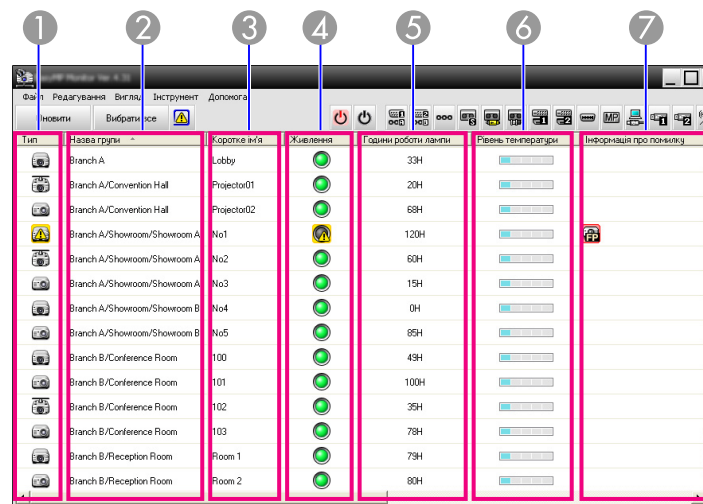 1 2 3 4 5 6 7
Файл Редагування Вигляд Інструмент Допомога
Оновити Вибрати все MP
Тип Назва групи Коротке ім'я Живлення Години роботи лампи Рівень температури Інформація про помилку
Branch A Lobby 33H
Branch A/Convention Hall Projector01 20H
Branch A/Convention Hall Projector02 68H
Branch A/Showroom/Showroom A No1 120H FP
Branch A/Showroom/Showroom A No2 60H
Branch A/Showroom/Showroom A No3 15H
Branch A/Showroom/Showroom B No4 0H
Branch A/Showroom/Showroom B No5 85H
Branch B/Conference Room 100 49H
Branch B/Conference Room 101 100H
Branch B/Conference Room 102 35H
Branch B/Conference Room 103 78H
Branch B/Reception Room Room 1 79H
Branch B/Reception Room Room 2 80H